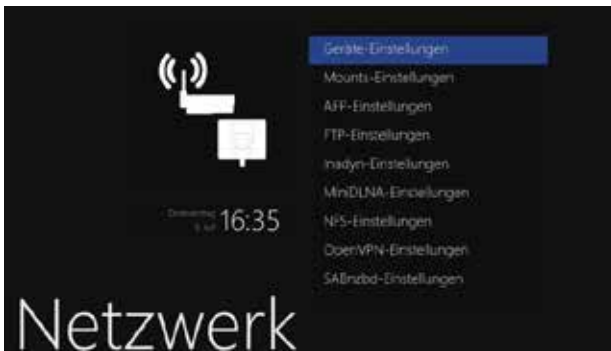 Geräte-Einstellungen
Mounts-Einstellungen
AFP-Einstellungen
FTP-Einstellungen
Inadyn-Einstellungen
MiniDLNA-Einstellungen
NFS-Einstellungen
OpenVPN-Einstellungen
SABnzbd-Einstellungen
Donnerstag
16:35
Netzwerk